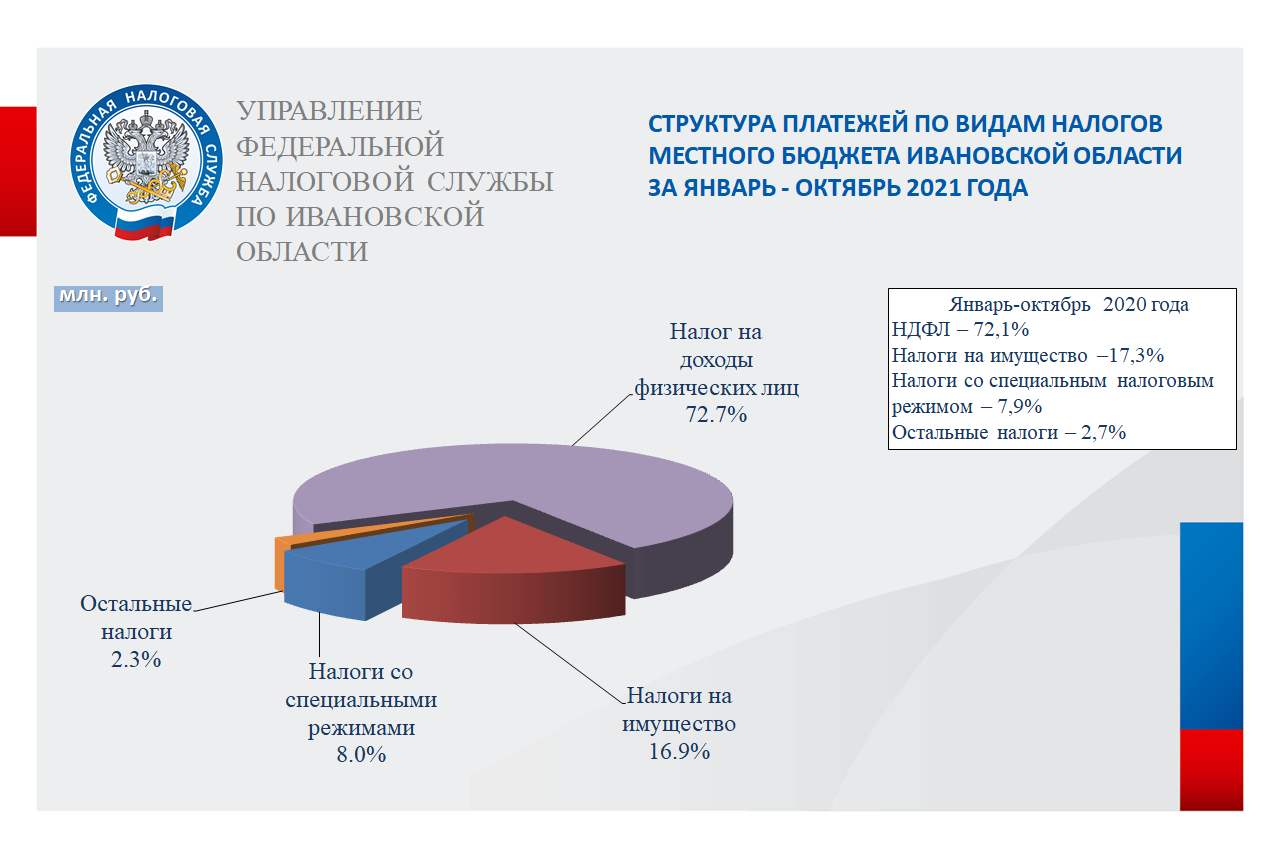 ФЕДЕРАЛЬНАЯ НАЛОГОВАЯ СЛУЖБА
УПРАВЛЕНИЕ
ФЕДЕРАЛЬНОЙ
НАЛОГОВОЙ СЛУЖБЫ
ПО ИВАНОВСКОЙ
ОБЛАСТИ
СТРУКТУРА ПЛАТЕЖЕЙ ПО ВИДАМ НАЛОГОВ
МЕСТНОГО БЮДЖЕТА ИВАНОВСКОЙ ОБЛАСТИ
ЗА ЯНВАРЬ - ОКТЯБРЬ 2021 ГОДА
млн. руб.
Январь-октябрь 2020 года
НДФЛ – 72,1%
Налоги на имущество –17,3%
Налоги со специальным налоговым
режимом – 7,9%
Остальные налоги – 2,7%
Налог на
доходы
физических лиц
72.7%
Остальные
налоги
2.3%
Налоги со
специальными
режимами
8.0%
Налоги на
имущество
16.9%